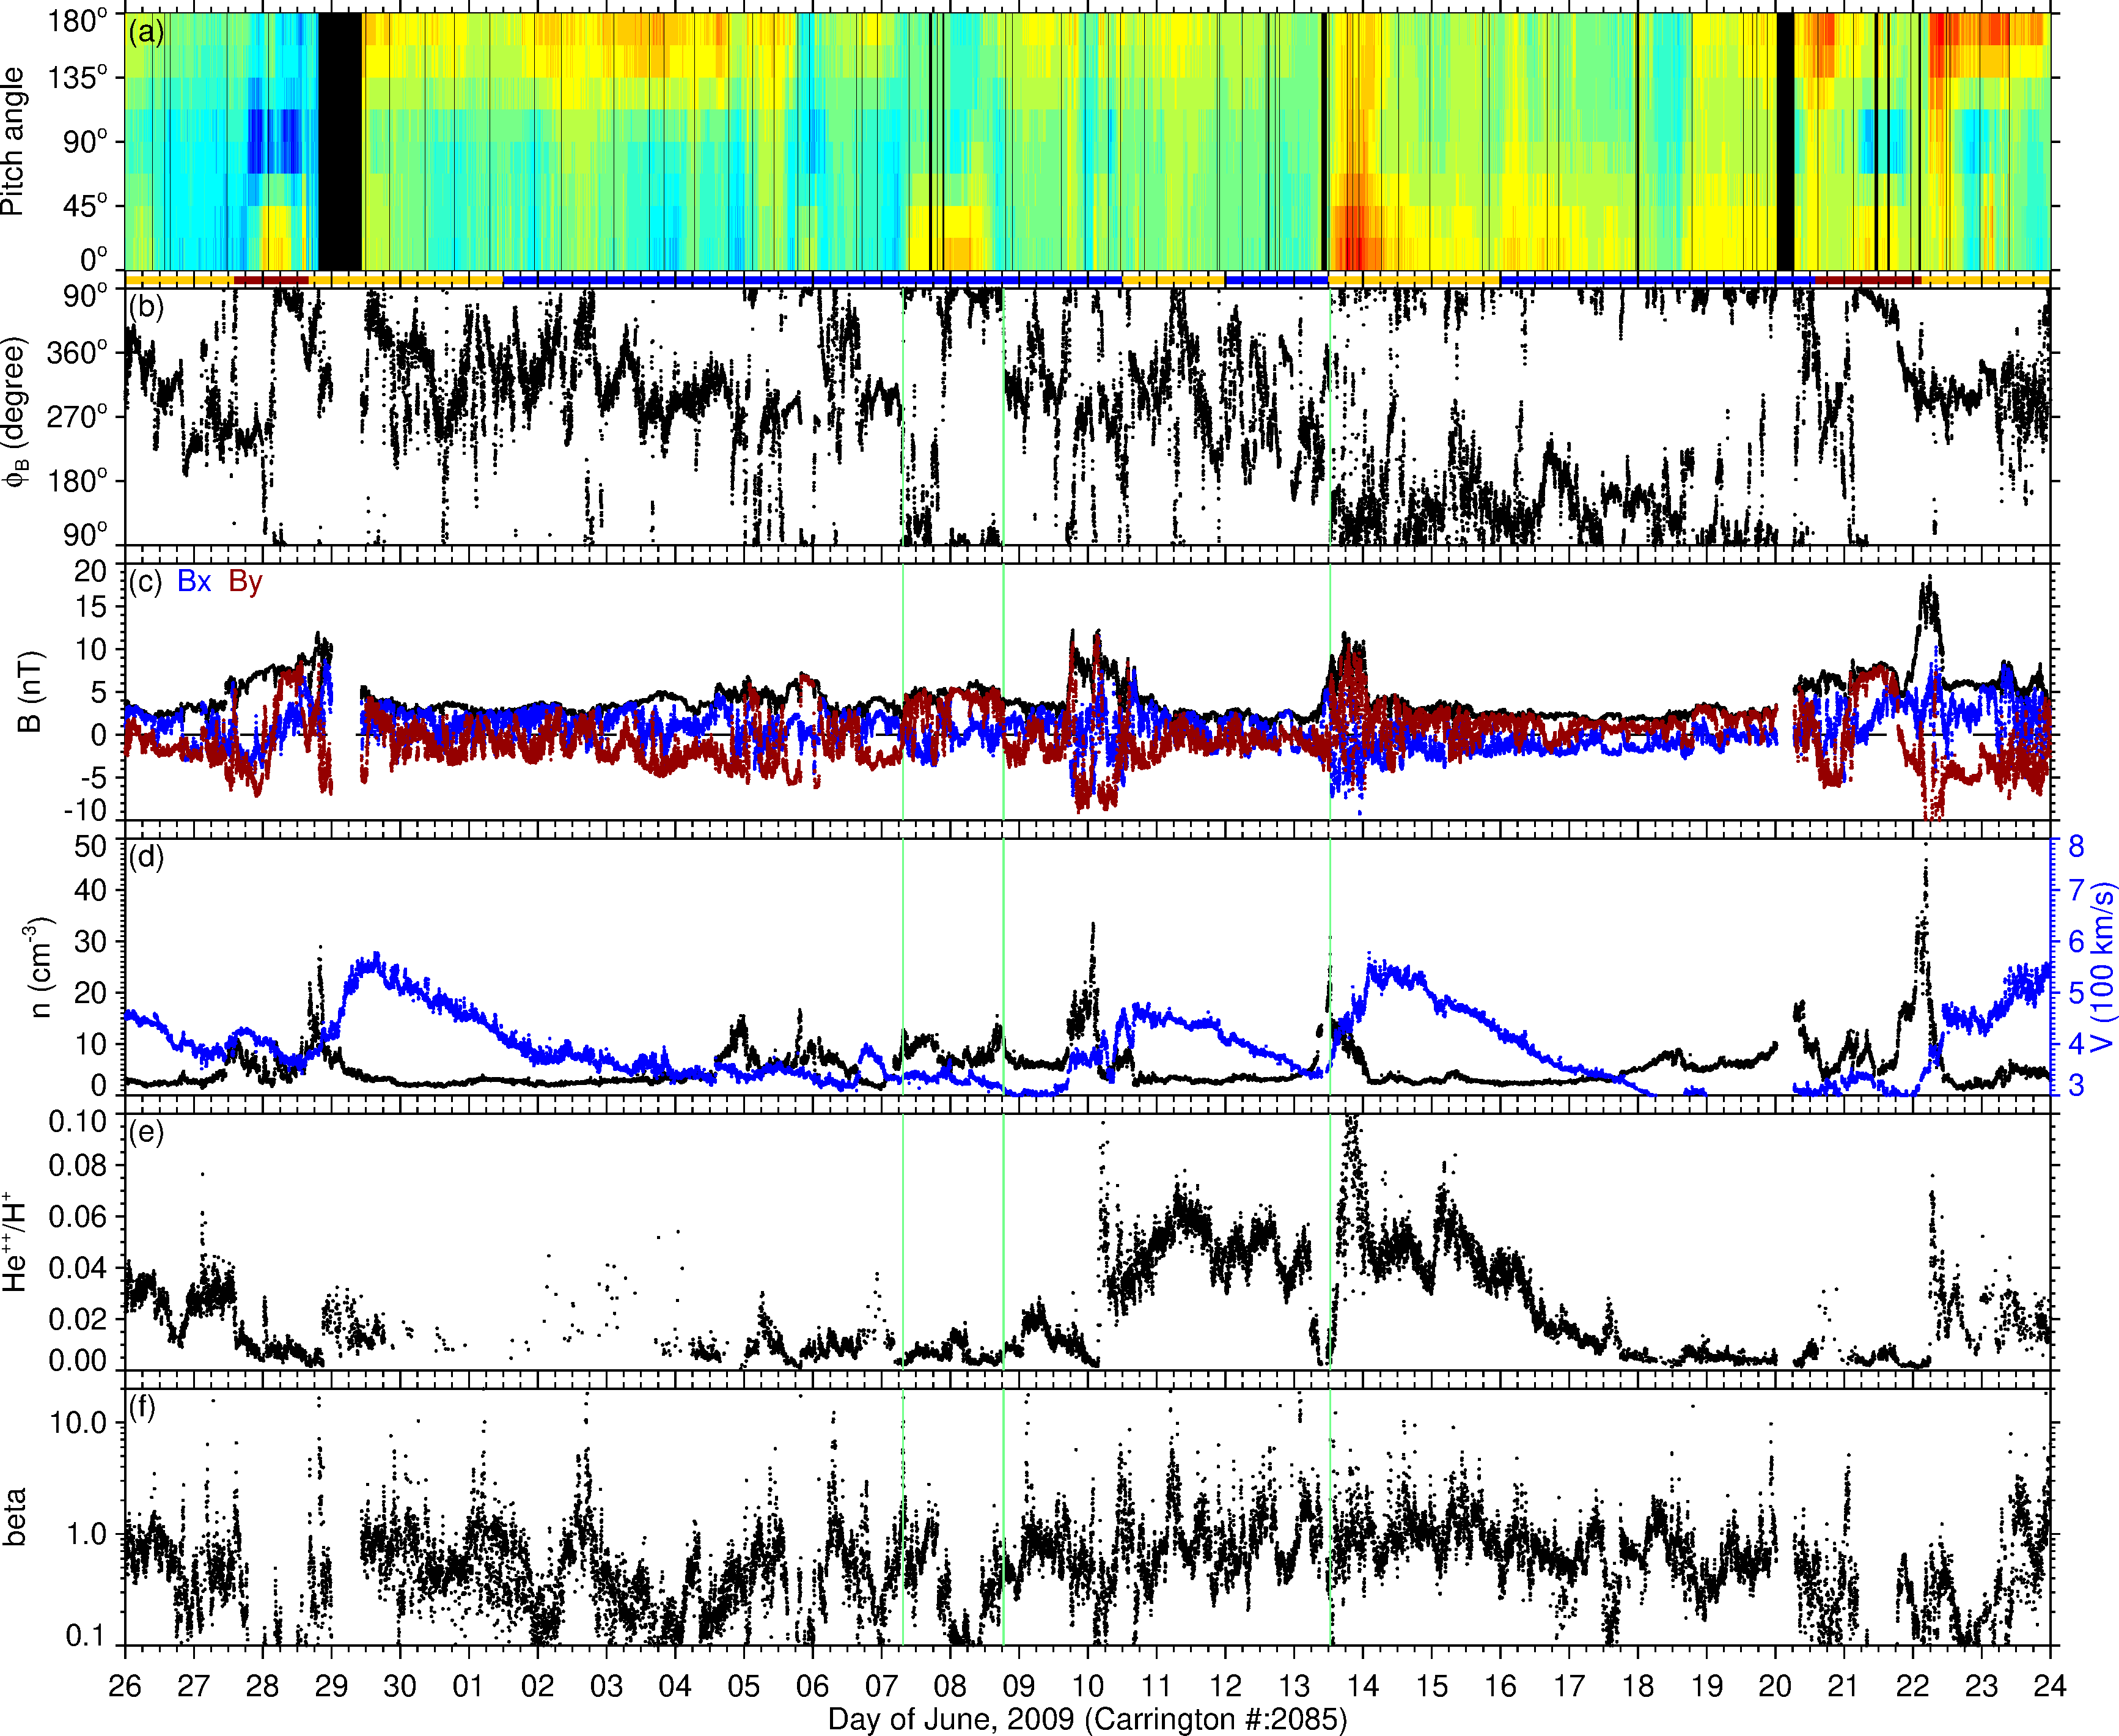 (a)
180°
135°
90°
45°
0°
Pitch angle
(b)
90°
360°
270°
180°
90°
ϕB (degree)
(c) Bx By
20
15
10
5
0
-5
-10
B (nT)
(d)
50
40
30
20
10
0
n (cm-3)
8
7
6
5
4
3
V (100 km/s)
(e)
0.10
0.08
0.06
0.04
0.02
0.00
He++/H+
(f)
10.0
1.0
0.1
beta
26 27 28 29 30 01 02 03 04 05 06 07 08 09 10 11 12 13 14 15 16 17 18 19 20 21 22 23 24
Day of June, 2009 (Carrington #:2085)